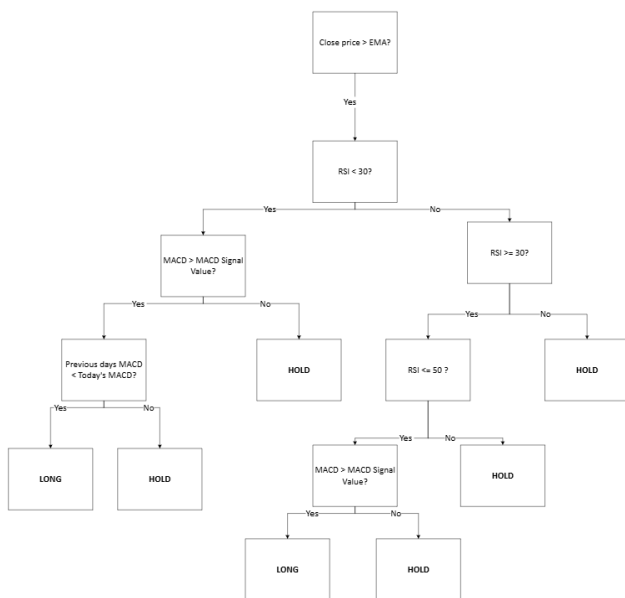 Close price > EMA?
Yes
RSI < 30?
Yes
No
MACD > MACD Signal
Value?
RSI >= 30?
Yes
No
Yes
No
Previous days MACD
< Today's MACD?
HOLD
RSI <= 50 ?
HOLD
Yes
No
Yes
No
LONG
HOLD
MACD > MACD Signal
Value?
HOLD
Yes
No
LONG
HOLD